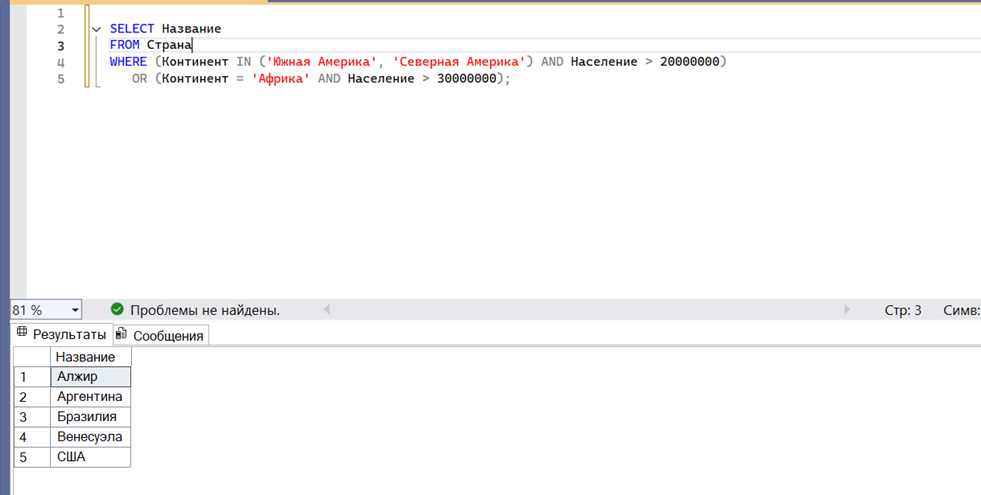 1
2 SELECT Название
3 FROM Страна
4 WHERE (Континент IN ('Южная Америка', 'Северная Америка') AND Население > 20000000)
5 OR (Континент = 'Африка' AND Население > 30000000);
81 % Проблемы не найдены. Стр: 3 Симв:
Результаты Сообщения
Название
1 Алжир
2 Аргентина
3 Бразилия
4 Венесуэла
5 США